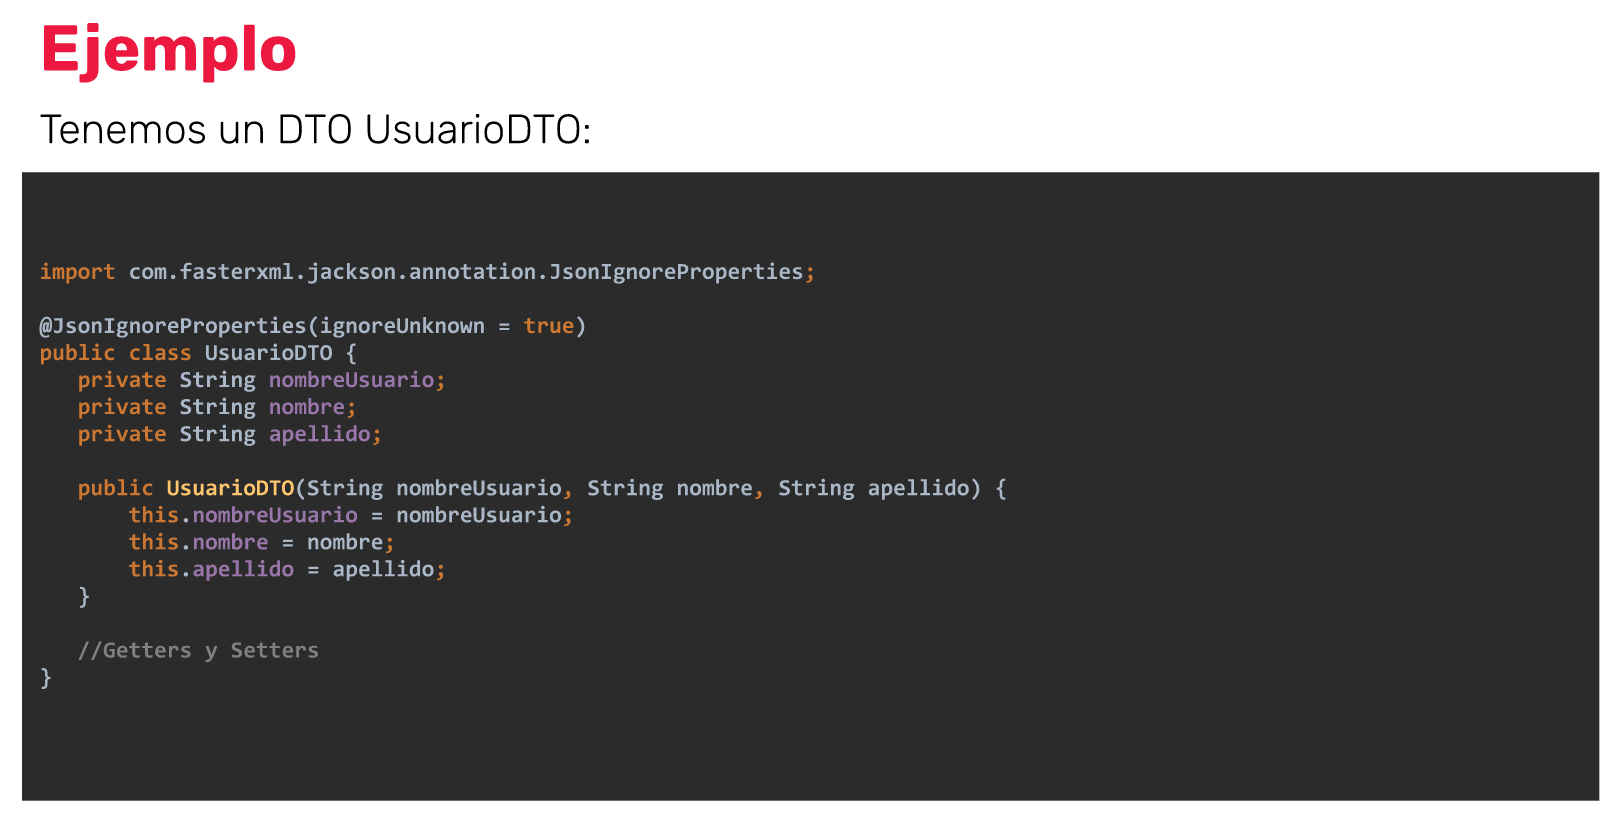 Ejemplo
Tenemos un DTO UsuarioDTO:
import com.fasterxml.jackson.annotation.JsonIgnoreProperties;
@JsonIgnoreProperties(ignoreUnknown = true)
public class UsuarioDTO {
private String nombreUsuario;
private String nombre;
private String apellido;
public UsuarioDTO(String nombreUsuario, String nombre, String apellido) {
this.nombreUsuario = nombreUsuario;
this.nombre = nombre;
this.apellido = apellido;
}
//Getters y Setters
}